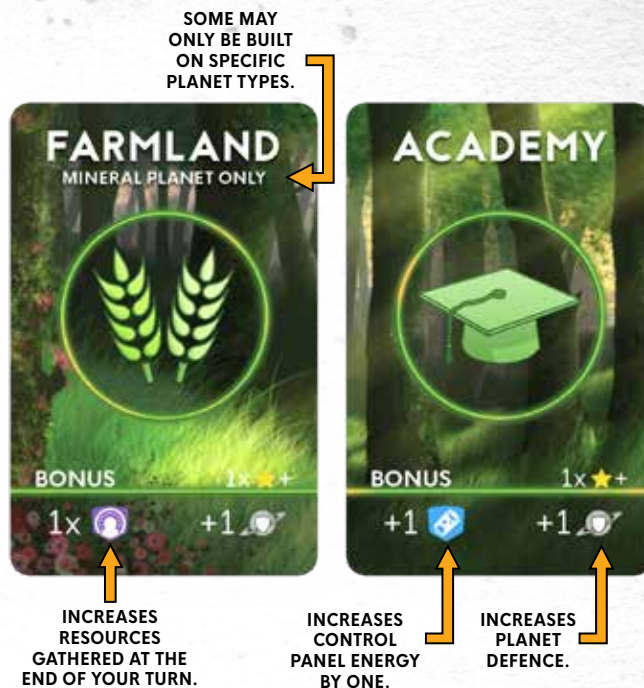 SOME MAY
ONLY BE BUILT
ON SPECIFIC
PLANET TYPES.
FARMLAND
MINERAL PLANET ONLY
BONUS 1x +
1x +1
ACADEMY
BONUS 1x +
+1 +1
INCREASES
RESOURCES
GATHERED AT THE
END OF YOUR TURN.
INCREASES
CONTROL
PANEL ENERGY
BY ONE.
INCREASES
PLANET
DEFENCE.